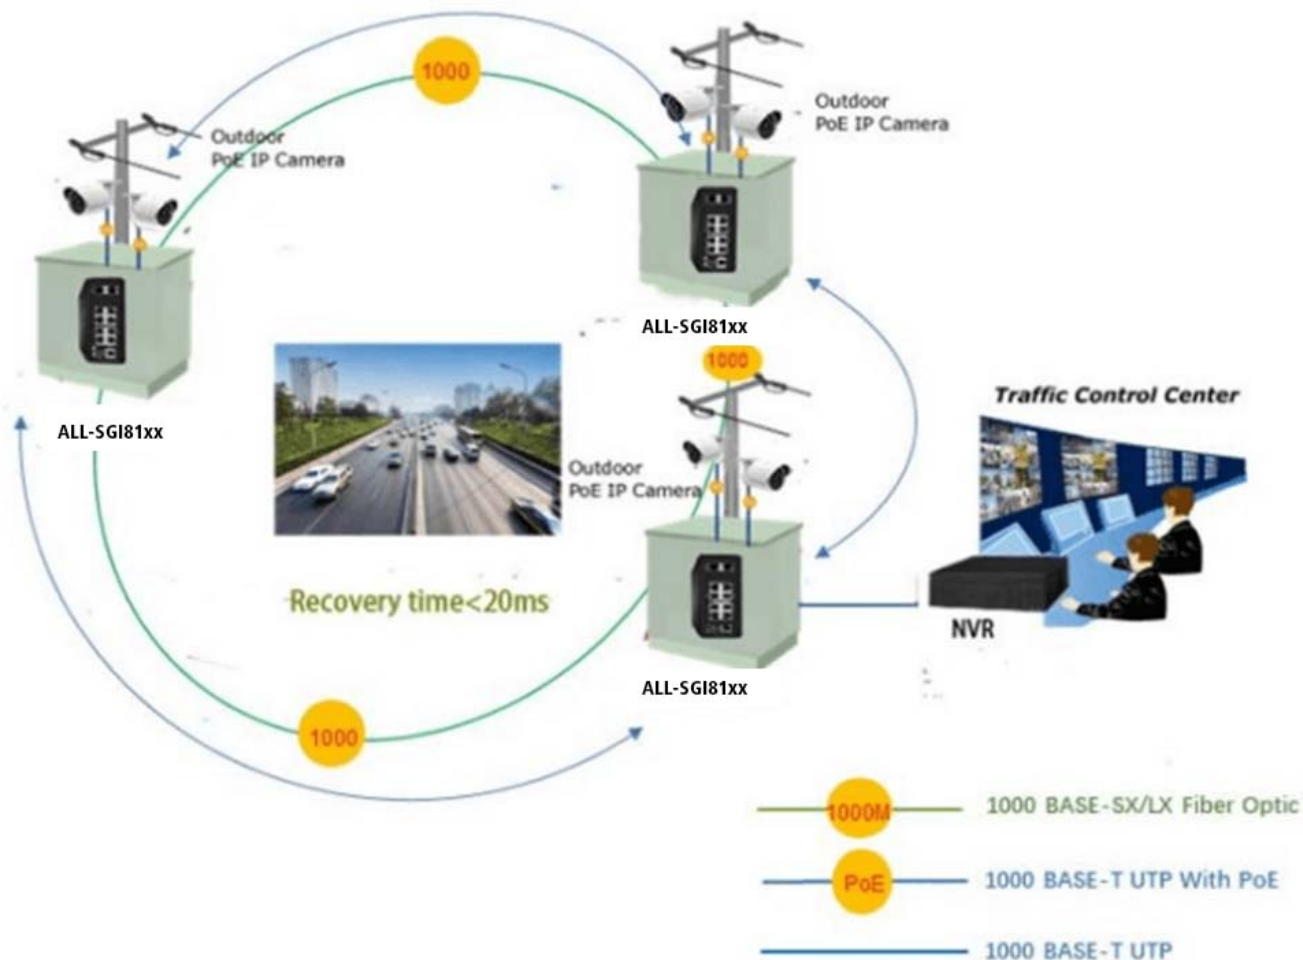 1000
Outdoor
PoE IP Camera
Outdoor
PoE IP Camera
ALL-SGI81xx
1000
ALL-SGI81xx
Traffic Control Center
Outdoor
PoE IP Camera
Recovery time<20ms
NVR
ALL-SGI81xx
1000
1000M
1000 BASE-SX/LX Fiber Optic
PoE
1000 BASE-T UTP With PoE
1000 BASE-T UTP